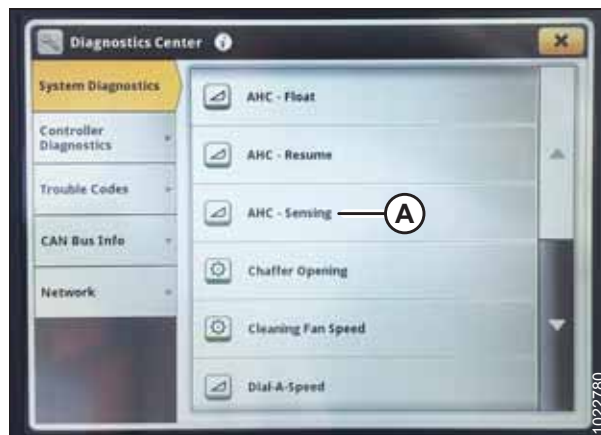 Diagnostics Center
System Diagnostics
Controller
Diagnostics
Trouble Codes
CAN Bus Info
Network
AHC - Float
AHC - Resume
AHC - Sensing
A
Chaffer Opening
Cleaning Fan Speed
Dial-A-Speed
1022780